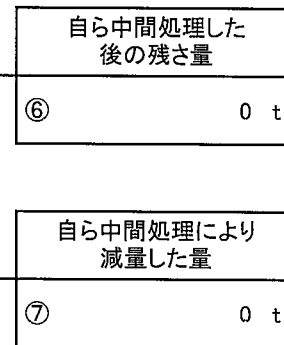 自ら中間処理した
後の残さ量
⑥ 0 t
自ら中間処理により
減量した量
⑦ 0 t